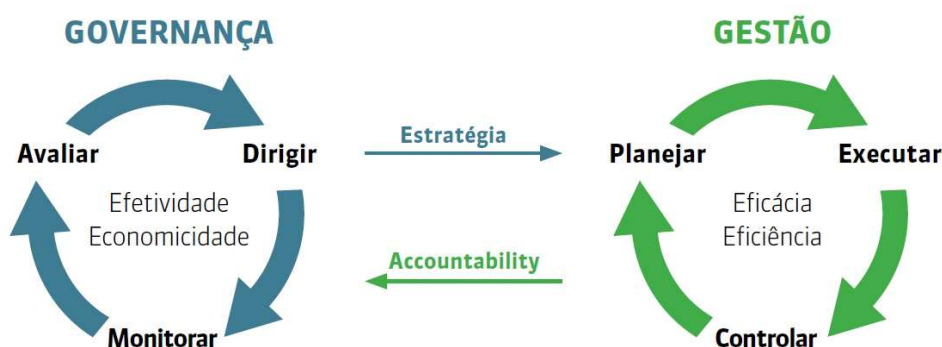 GOVERNANÇA
Avaliar
Dirigir
Efetividade
Economicidade
Monitorar
Estratégia
Accountability
GESTÃO
Planejar
Executar
Eficácia
Eficiência
Controlar